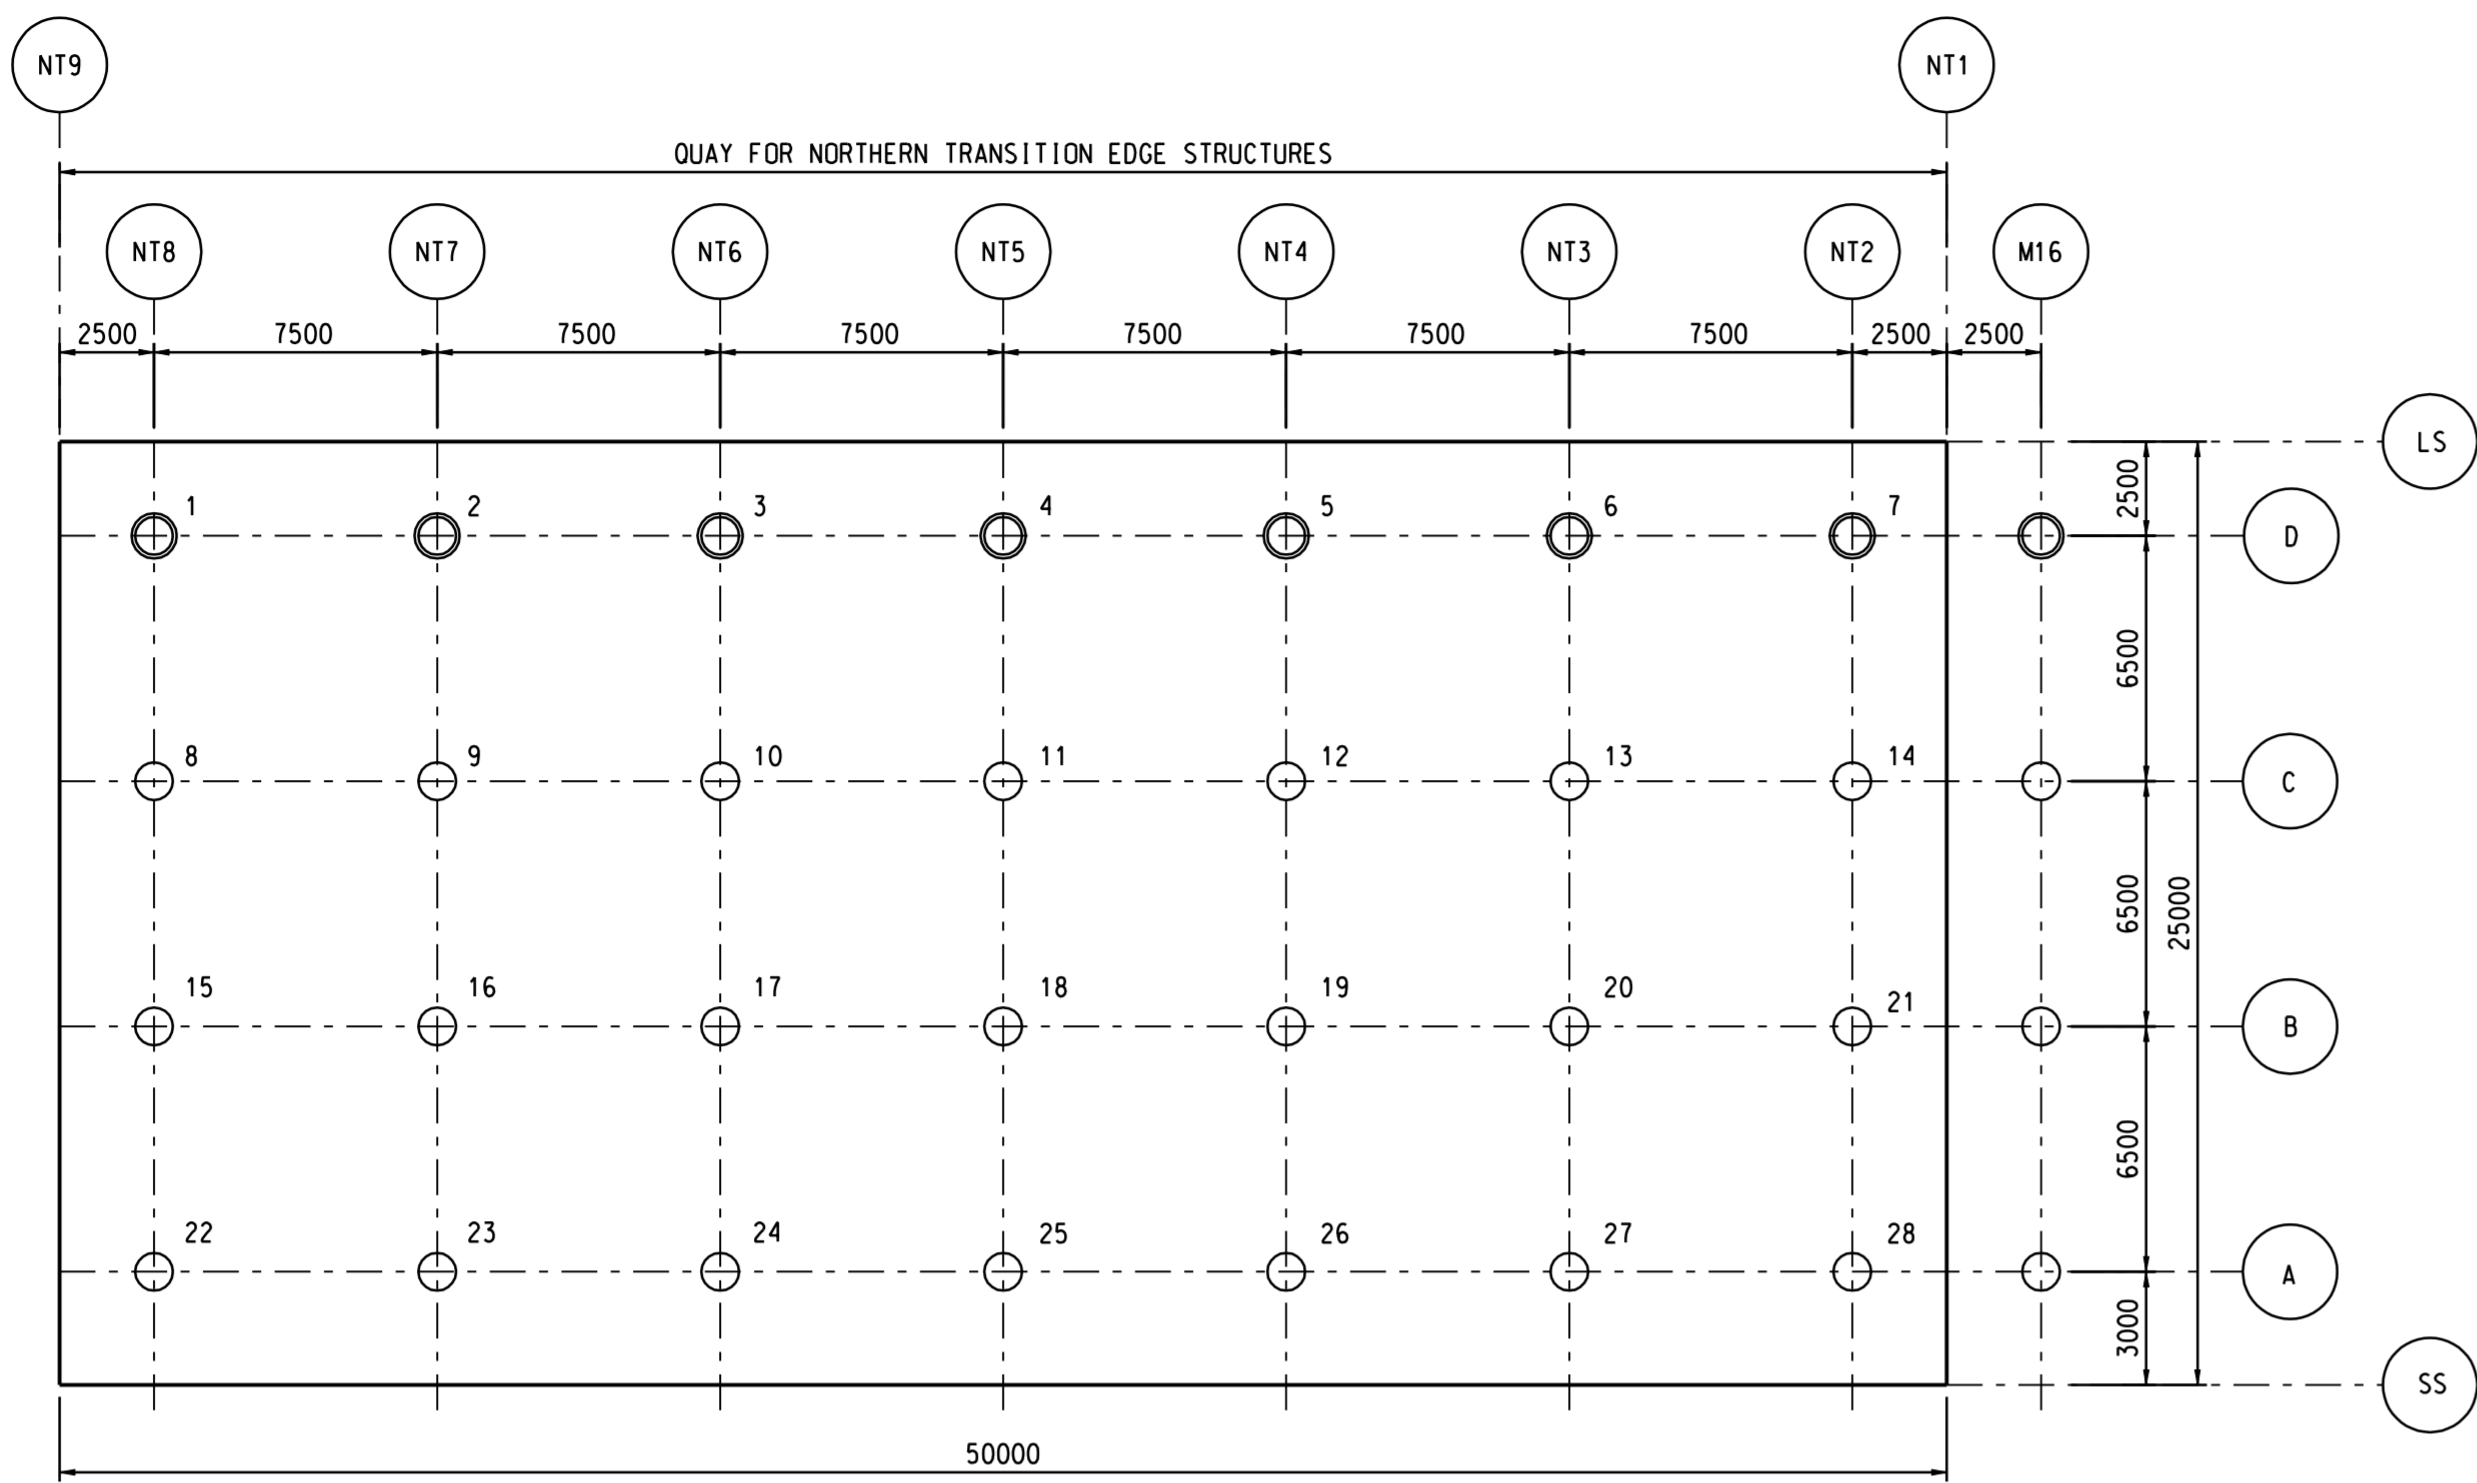 NT9 NT1
QUAY FOR NORTHERN TRANSITION EDGE STRUCTURES
NT8 NT7 NT6 NT5 NT4 NT3 NT2 M16
2500 7500 7500 7500 7500 7500 7500 2500 2500
LS
2500
1 2 3 4 5 6 7
D
6500
8 9 10 11 12 13 14
C
6500
25000
15 16 17 18 19 20 21
B
6500
22 23 24 25 26 27 28
A
3000
SS
50000